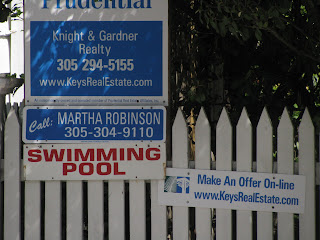 Prudential
Knight & Gardner
Realty
305 294-5155
www.KeysRealEstate.com
Call: MARTHA ROBINSON
305-304-9110
SWIMMING
POOL
Make An Offer On-line
www.KeysRealEstate.com